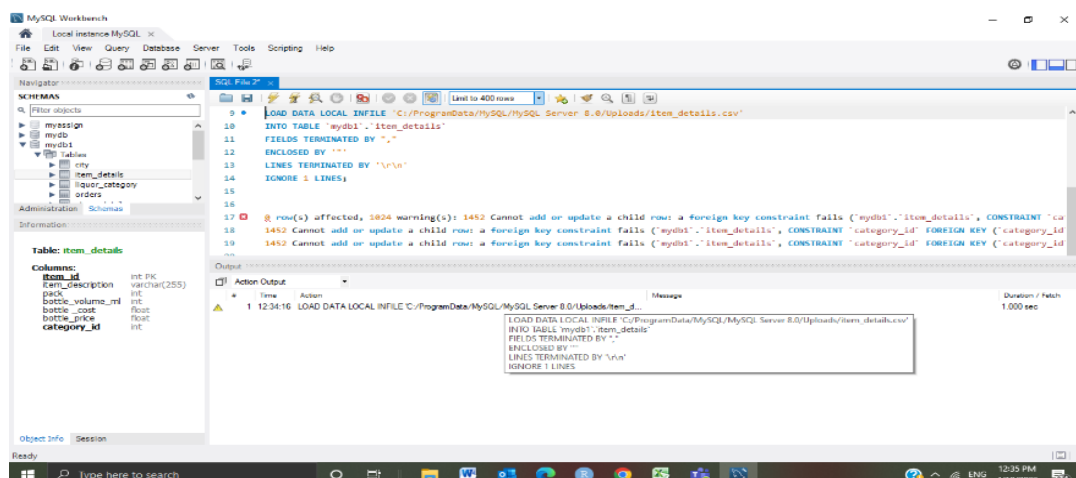 MySQL Workbench
Local instance MySQL ×
File Edit View Query Database Server Tools Scripting Help
Navigator
SCHEMAS
Filter objects
myassign
mydb
mydb1
Tables
city
item_details
liquor_category
orders
Administration Schemas
Information
Table: item_details
Columns:
item_id int PK
item_description varchar(255)
pack int
bottle_volume_ml int
bottle _cost float
bottle_price float
category_id int
Object Info Session
SQL File 2* ×
Limit to 400 rows
9 LOAD DATA LOCAL INFILE 'C:/ProgramData/MySQL/MySQL Server 8.0/Uploads/item_details.csv'
10 INTO TABLE `mydb1`.`item_details`
11 FIELDS TERMINATED BY ","
12 ENCLOSED BY '"'
13 LINES TERMINATED BY '\r\n'
14 IGNORE 1 LINES;
15
16
17 0 row(s) affected, 1024 warning(s): 1452 Cannot add or update a child row: a foreign key constraint fails (`mydb1`.`item_details`, CONSTRAINT `ca
18 1452 Cannot add or update a child row: a foreign key constraint fails (`mydb1`.`item_details`, CONSTRAINT `category_id` FOREIGN KEY (`category_id
19 1452 Cannot add or update a child row: a foreign key constraint fails (`mydb1`.`item_details`, CONSTRAINT `category_id` FOREIGN KEY (`category_id
Output
Action Output
# Time Action Message Duration / Fetch
1 12:34:16 LOAD DATA LOCAL INFILE 'C:/ProgramData/MySQL/MySQL Server 8.0/Uploads/item_d... 1.000 sec
LOAD DATA LOCAL INFILE 'C:/ProgramData/MySQL/MySQL Server 8.0/Uploads/item_details.csv'
INTO TABLE `mydb1`.`item_details`
FIELDS TERMINATED BY ","
ENCLOSED BY '"'
LINES TERMINATED BY '\r\n'
IGNORE 1 LINES
Ready
Type here to search
ENG
12:35 PM